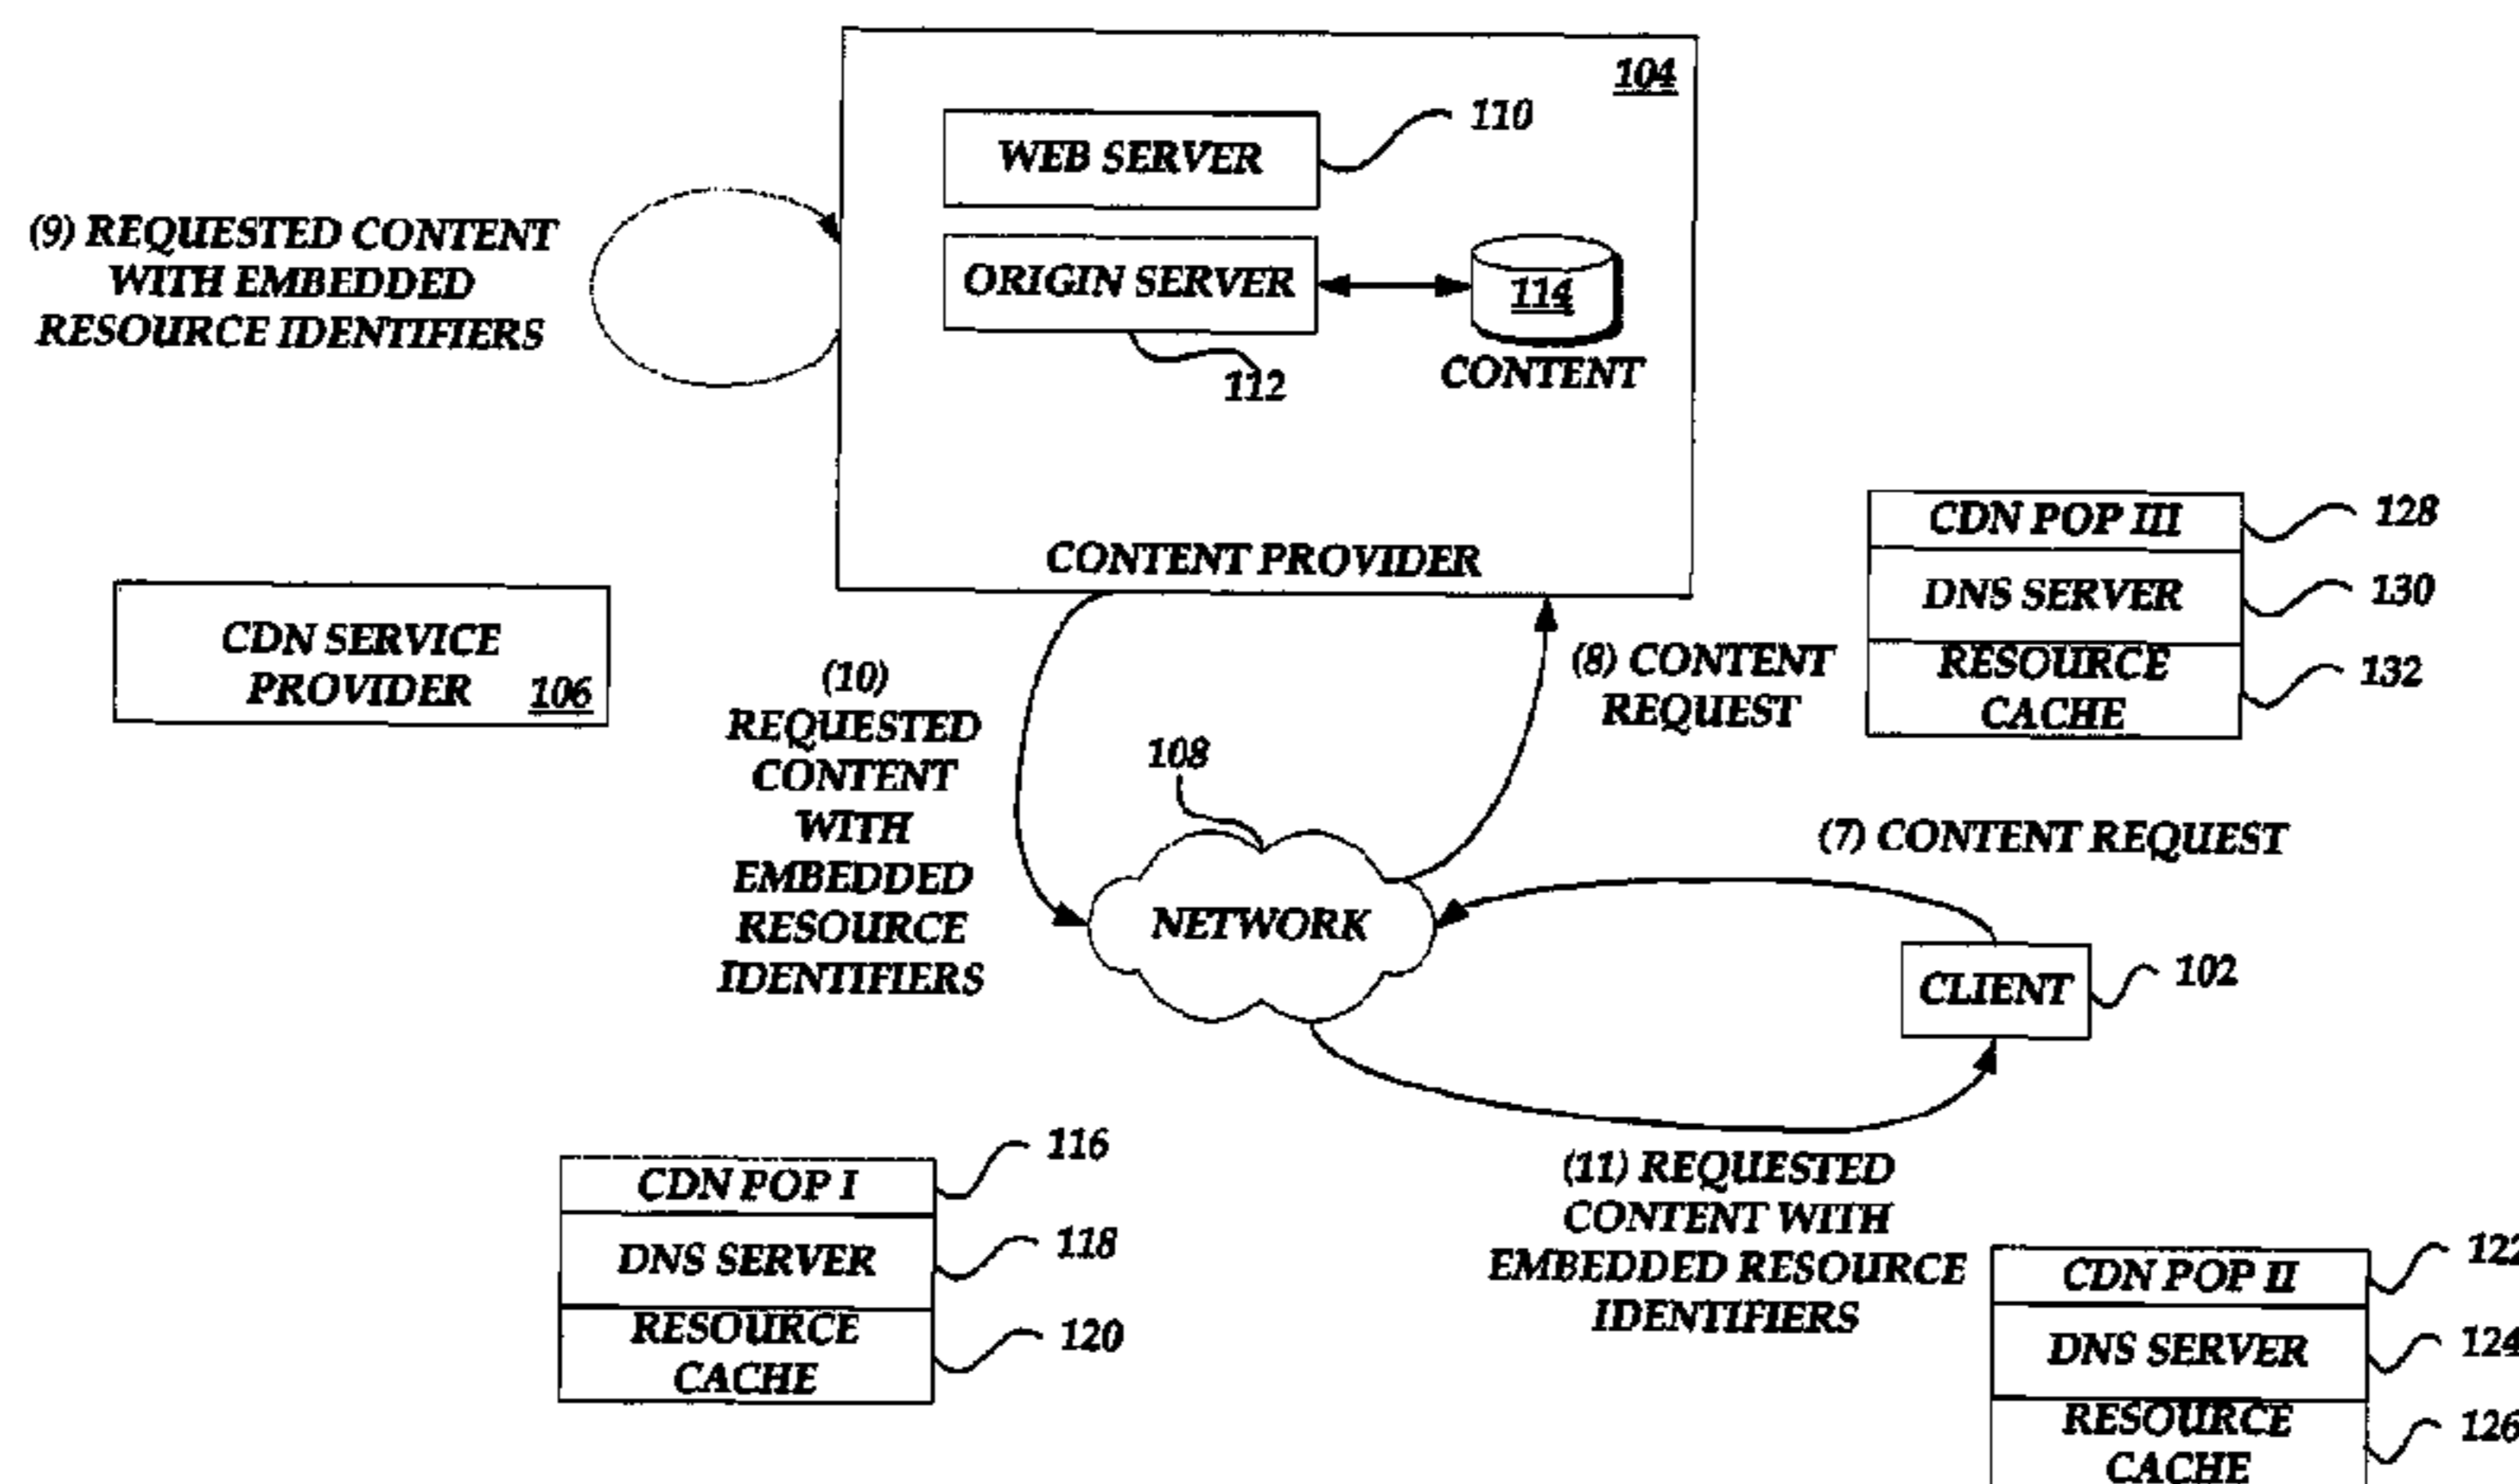 104
WEB SERVER
110
ORIGIN SERVER
114
CONTENT
112
CONTENT PROVIDER
(9) REQUESTED CONTENT
WITH EMBEDDED
RESOURCE IDENTIFIERS
CDN SERVICE
PROVIDER 106
(10)
REQUESTED
CONTENT
WITH
EMBEDDED
RESOURCE
IDENTIFIERS
(8) CONTENT
REQUEST
CDN POP III
128
DNS SERVER
130
RESOURCE
CACHE
132
108
NETWORK
(7) CONTENT REQUEST
CLIENT
102
(11) REQUESTED
CONTENT WITH
EMBEDDED RESOURCE
IDENTIFIERS
CDN POP I
116
DNS SERVER
118
RESOURCE
CACHE
120
CDN POP II
122
DNS SERVER
124
RESOURCE
CACHE
126